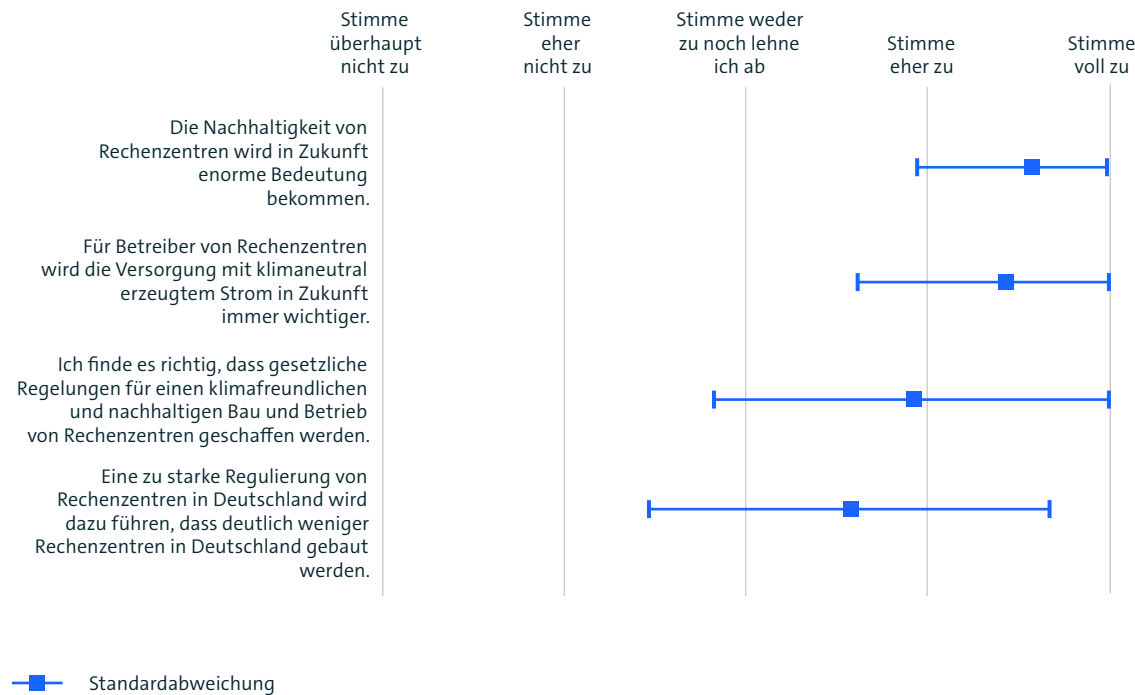 Stimme
überhaupt
nicht zu
Stimme
eher
nicht zu
Stimme weder
zu noch lehne
ich ab
Stimme
eher zu
Stimme
voll zu
Die Nachhaltigkeit von
Rechenzentren wird in Zukunft
enorme Bedeutung
bekommen.
Für Betreiber von Rechenzentren
wird die Versorgung mit klimaneutral
erzeugtem Strom in Zukunft
immer wichtiger.
Ich finde es richtig, dass gesetzliche
Regelungen für einen klimafreundlichen
und nachhaltigen Bau und Betrieb
von Rechenzentren geschaffen werden.
Eine zu starke Regulierung von
Rechenzentren in Deutschland wird
dazu führen, dass deutlich weniger
Rechenzentren in Deutschland gebaut
werden.
Standardabweichung